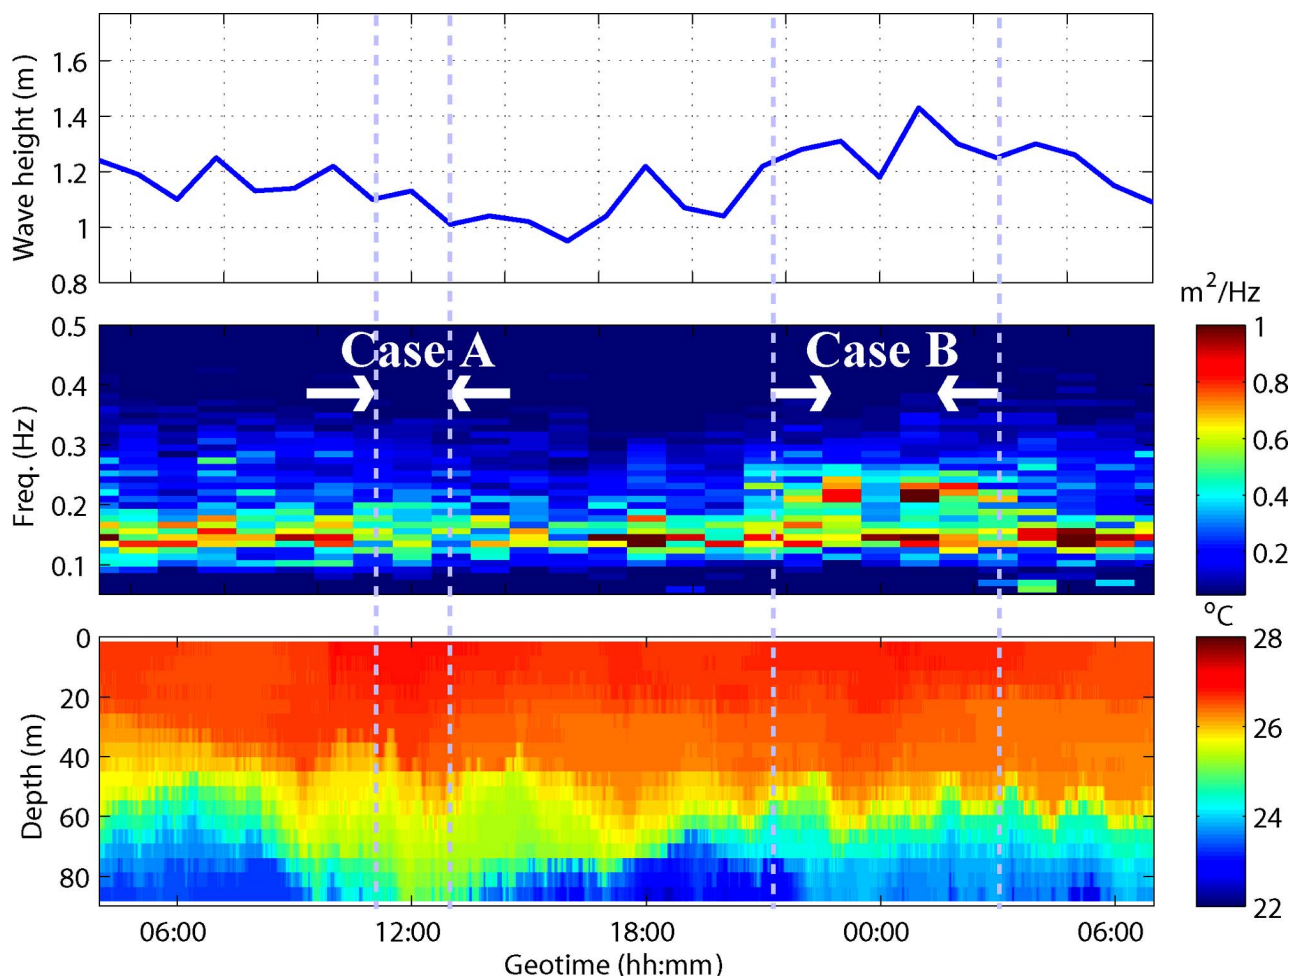 Wave height (m)
1.6
1.4
1.2
1
0.8
m²/Hz
Freq. (Hz)
0.5
0.4
0.3
0.2
0.1
Case A
Case B
1
0.8
0.6
0.4
0.2
°C
Depth (m)
0
20
40
60
80
28
26
24
22
06:00 12:00 18:00 00:00 06:00
Geotime (hh:mm)